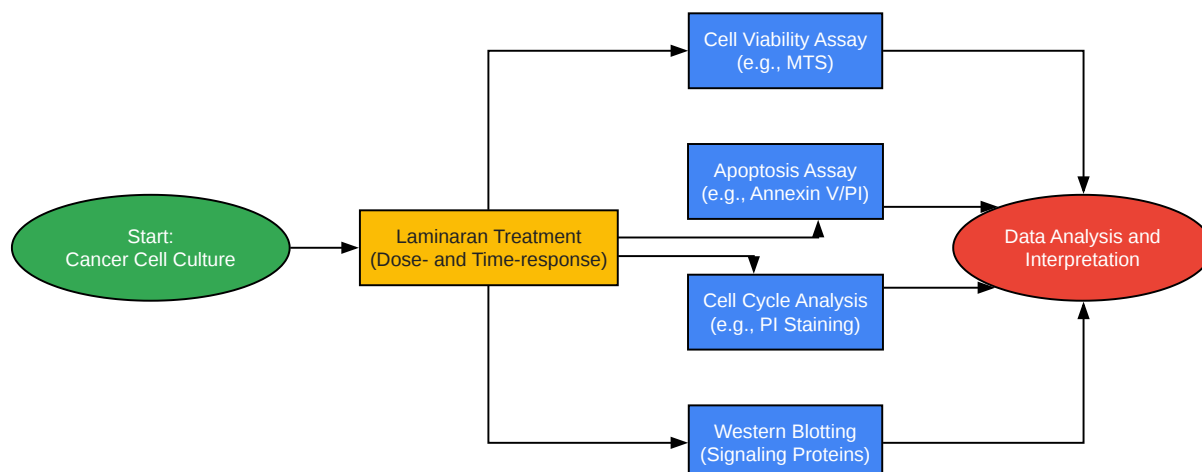 Start:
Cancer Cell Culture
Laminaran Treatment
(Dose- and Time-response)
Cell Viability Assay
(e.g., MTS)
Apoptosis Assay
(e.g., Annexin V/PI)
Cell Cycle Analysis
(e.g., PI Staining)
Western Blotting
(Signaling Proteins)
Data Analysis and
Interpretation